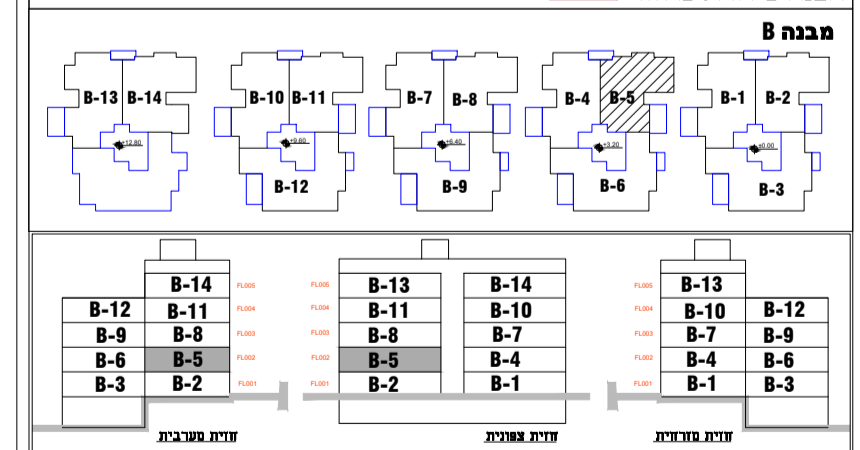 מבנה B
B-13 B-14 B-10 B-11 B-7 B-8 B-4 B-5 B-1 B-2
+12.80 +9.60 +6.40 +3.20 ±0.00
B-12 B-9 B-6 B-3
B-14 FL005 FL005 B-13 B-14 FL005 B-13
B-12 B-11 FL004 FL004 B-11 B-10 FL004 B-10 B-12
B-9 B-8 FL003 FL003 B-8 B-7 FL003 B-7 B-9
B-6 B-5 FL002 FL002 B-5 B-4 FL002 B-4 B-6
B-3 B-2 FL001 FL001 B-2 B-1 FL001 B-1 B-3
חזית מערבית חזית צפונית חזית מזרחית